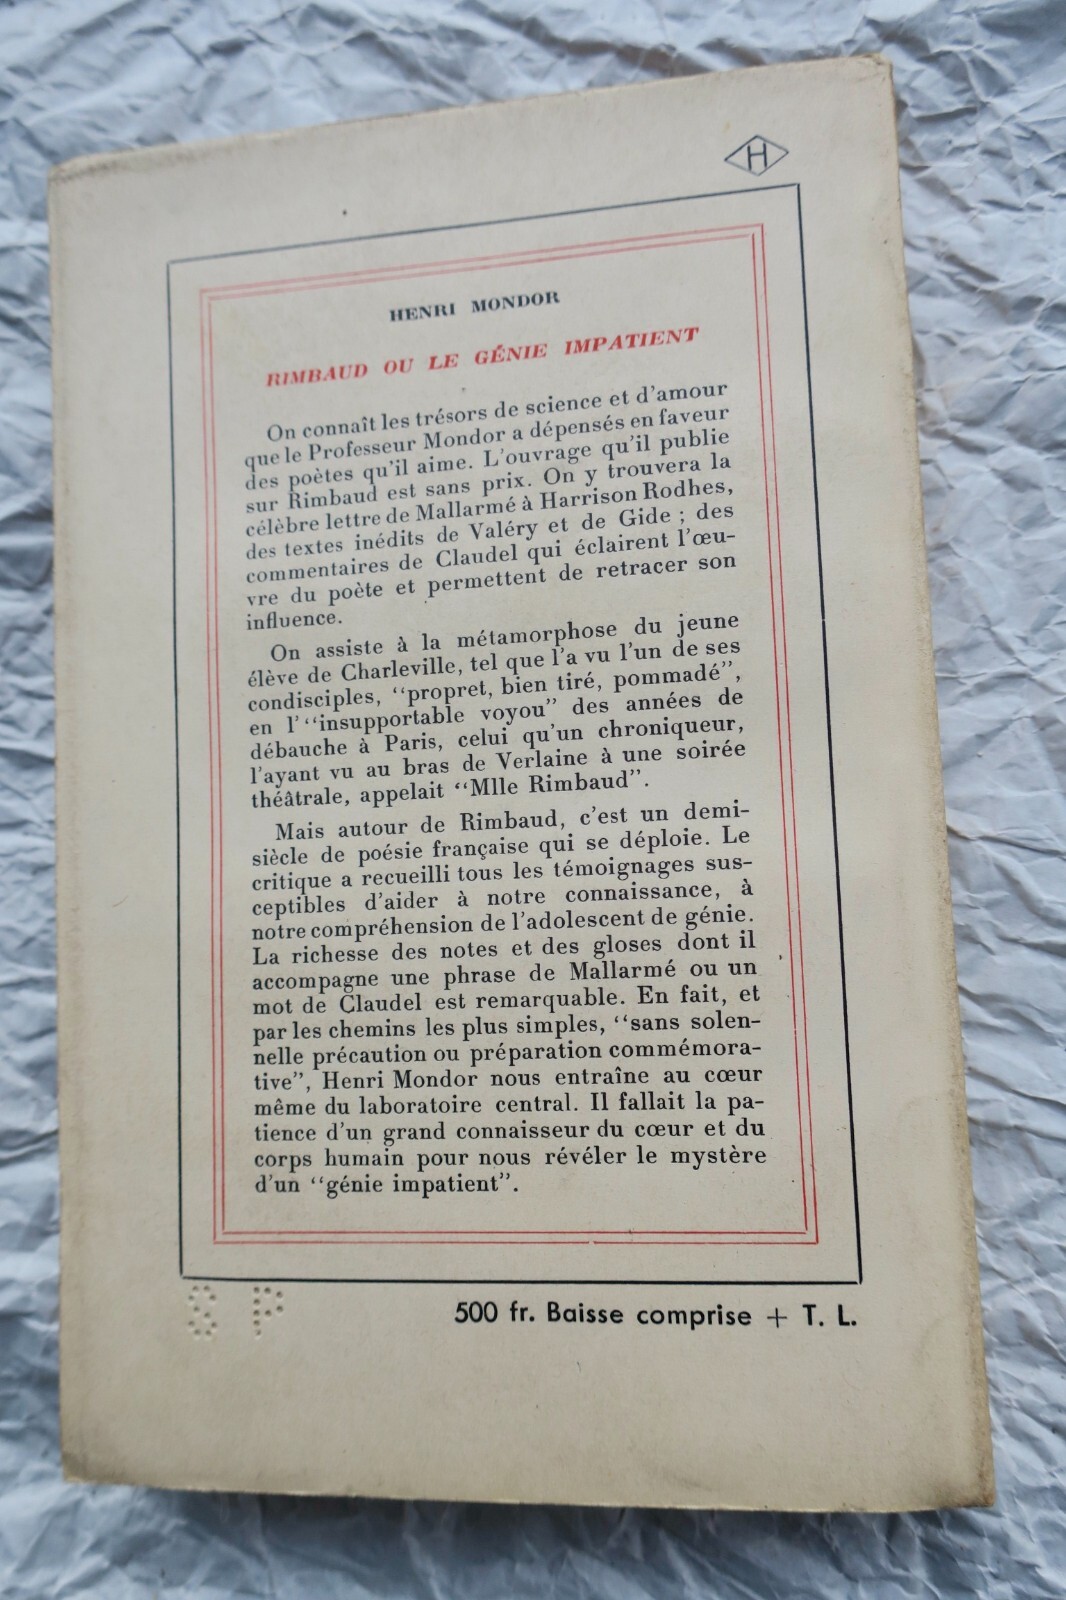 H
HENRI MONDOR
RIMBAUD OU LE GÉNIE IMPATIENT
On connaît les trésors de science et d'amour
que le Professeur Mondor a dépensés en faveur
des poètes qu'il aime. L'ouvrage qu'il publie
sur Rimbaud est sans prix. On y trouvera la
célèbre lettre de Mallarmé à Harrison Rodhes,
des textes inédits de Valéry et de Gide ; des
commentaires de Claudel qui éclairent l'œu-
vre du poète et permettent de retracer son
influence.
On assiste à la métamorphose du jeune
élève de Charleville, tel que l'a vu l'un de ses
condisciples, “propret, bien tiré, pommadé”,
en l'“insupportable voyou” des années de
débauche à Paris, celui qu'un chroniqueur,
l'ayant vu au bras de Verlaine à une soirée
théâtrale, appelait “Mlle Rimbaud”.
Mais autour de Rimbaud, c'est un demi-
siècle de poésie française qui se déploie. Le
critique a recueilli tous les témoignages sus-
ceptibles d'aider à notre connaissance, à
notre compréhension de l'adolescent de génie.
La richesse des notes et des gloses dont il
accompagne une phrase de Mallarmé ou un
mot de Claudel est remarquable. En fait, et
par les chemins les plus simples, “sans solen-
nelle précaution ou préparation commémora-
tive”, Henri Mondor nous entraîne au cœur
même du laboratoire central. Il fallait la pa-
tience d'un grand connaisseur du cœur et du
corps humain pour nous révéler le mystère
d'un “génie impatient”.
S P
500 fr. Baisse comprise + T. L.